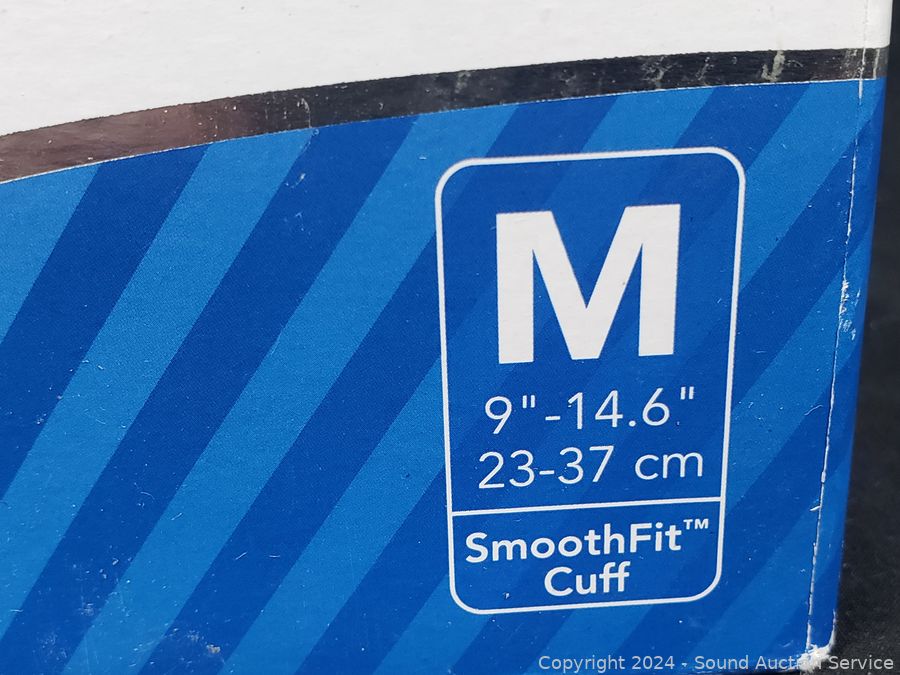 M
9"-14.6"
23-37 cm
SmoothFit™
Cuff
Copyright 2024 - Sound Auction Service